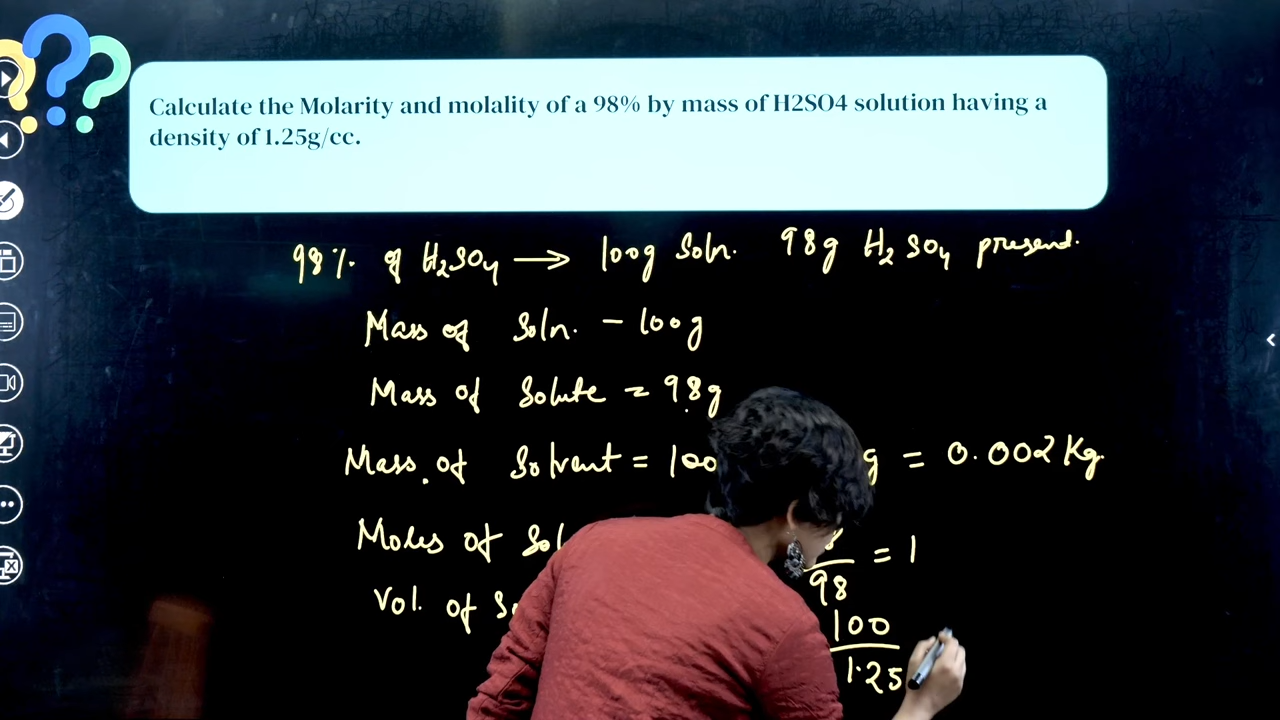 Calculate the Molarity and molality of a 98% by mass of H2SO4 solution having a
density of 1.25g/cc.
98% of H₂SO₄ → 100g Soln. 98g H₂SO₄ present.
Mass of Soln. - 100g
Mass of Solute = 98g
Mass of Solvent = 100 g = 0.002 Kg.
Moles of 98 = 1
Vol. of 100
1.25